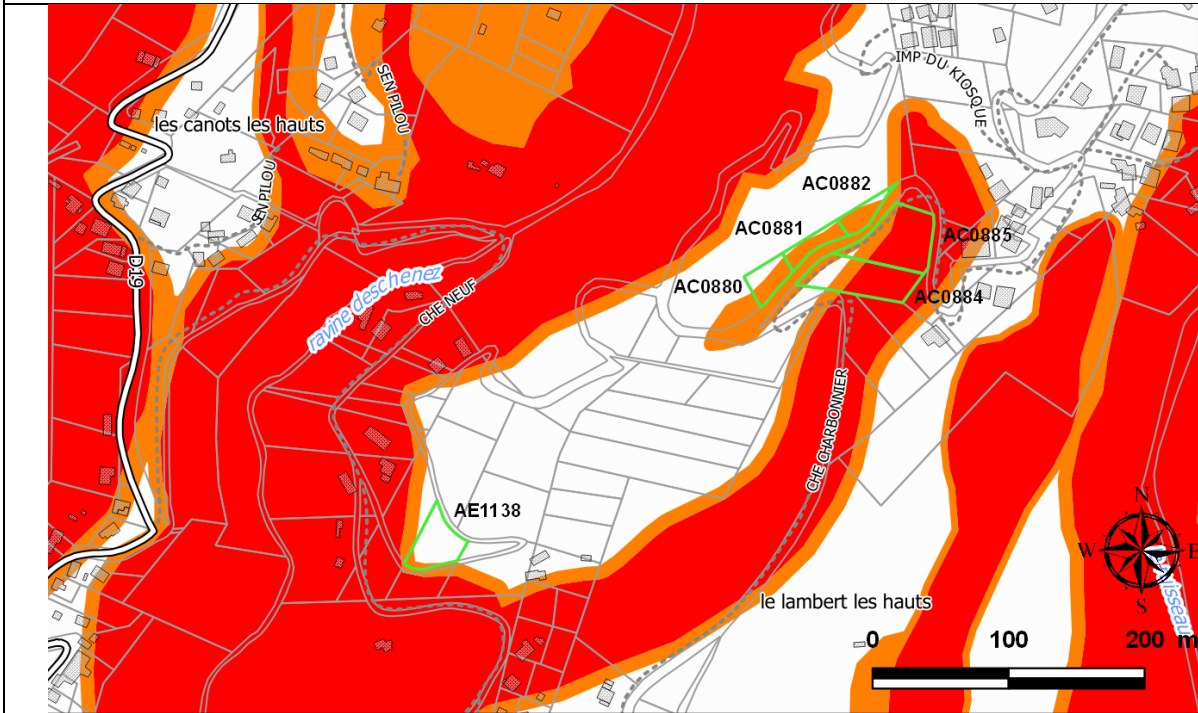 IMP DU KIOSQUE
SEN PILOU
les canots les hauts
SEN PILOU
AC0882
AC0881
AC0885
D19
ravine deschenez
AC0880
CHE NEUF
AC0884
CHE CHARBONNIER
AE1138
N
W
E
S
le lambert les hauts
0 100 200 m